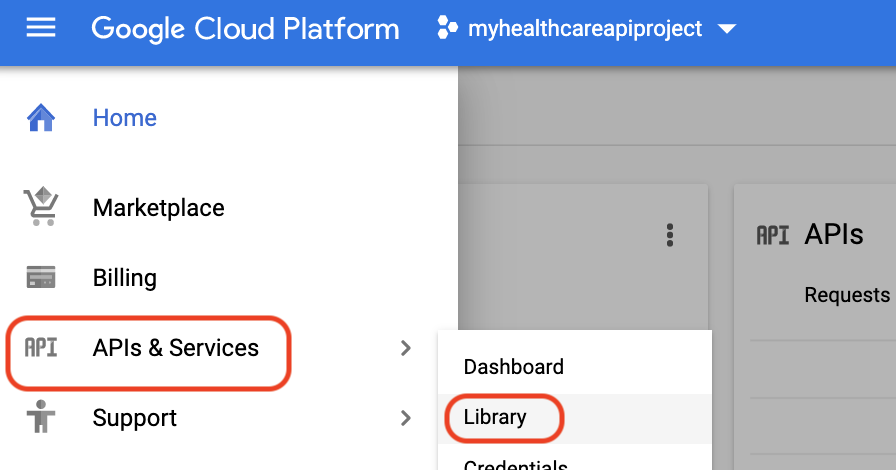 Google Cloud Platform myhealthcareapiproject
Home
Marketplace
Billing
API APIs & Services
Support
API APIs
Requests
Dashboard
Library
Credentials